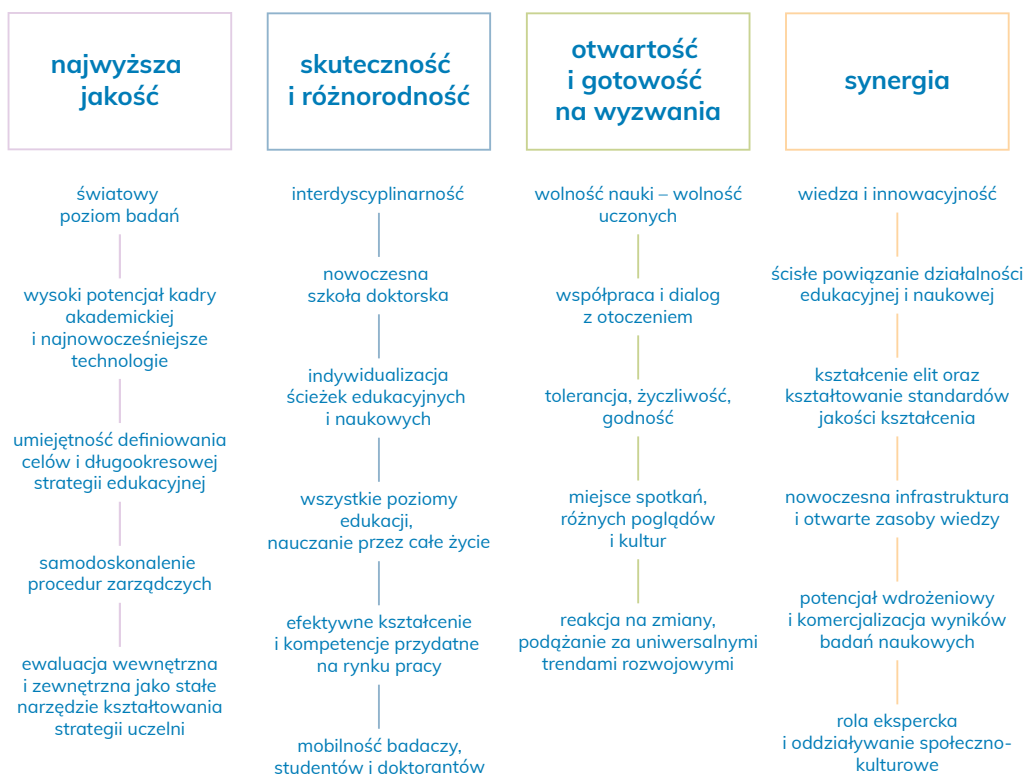 najwyższa
jakość
światowy
poziom badań
wysoki potencjał kadry
akademickiej
i najnowocześniejsze
technologie
umiejętność definiowania
celów i długookresowej
strategii edukacyjnej
samodoskonalenie
procedur zarządczych
ewaluacja wewnętrzna
i zewnętrzna jako stałe
narzędzie kształtowania
strategii uczelni
skuteczność
i różnorodność
interdyscyplinarność
nowoczesna
szkoła doktorska
indywidualizacja
ścieżek edukacyjnych
i naukowych
wszystkie poziomy
edukacji,
nauczanie przez całe życie
efektywne kształcenie
i kompetencje przydatne
na rynku pracy
mobilność badaczy,
studentów i doktorantów
otwartość
i gotowość
na wyzwania
wolność nauki – wolność
uczonych
współpraca i dialog
z otoczeniem
tolerancja, życzliwość,
godność
miejsce spotkań,
różnych poglądów
i kultur
reakcja na zmiany,
podążanie za uniwersalnymi
trendami rozwojowymi
synergia
wiedza i innowacyjność
ścisłe powiązanie działalności
edukacyjnej i naukowej
kształcenie elit oraz
kształtowanie standardów
jakości kształcenia
nowoczesna infrastruktura
i otwarte zasoby wiedzy
potencjał wdrożeniowy
i komercjalizacja wyników
badań naukowych
rola ekspercka
i oddziaływanie społeczno-
kulturowe